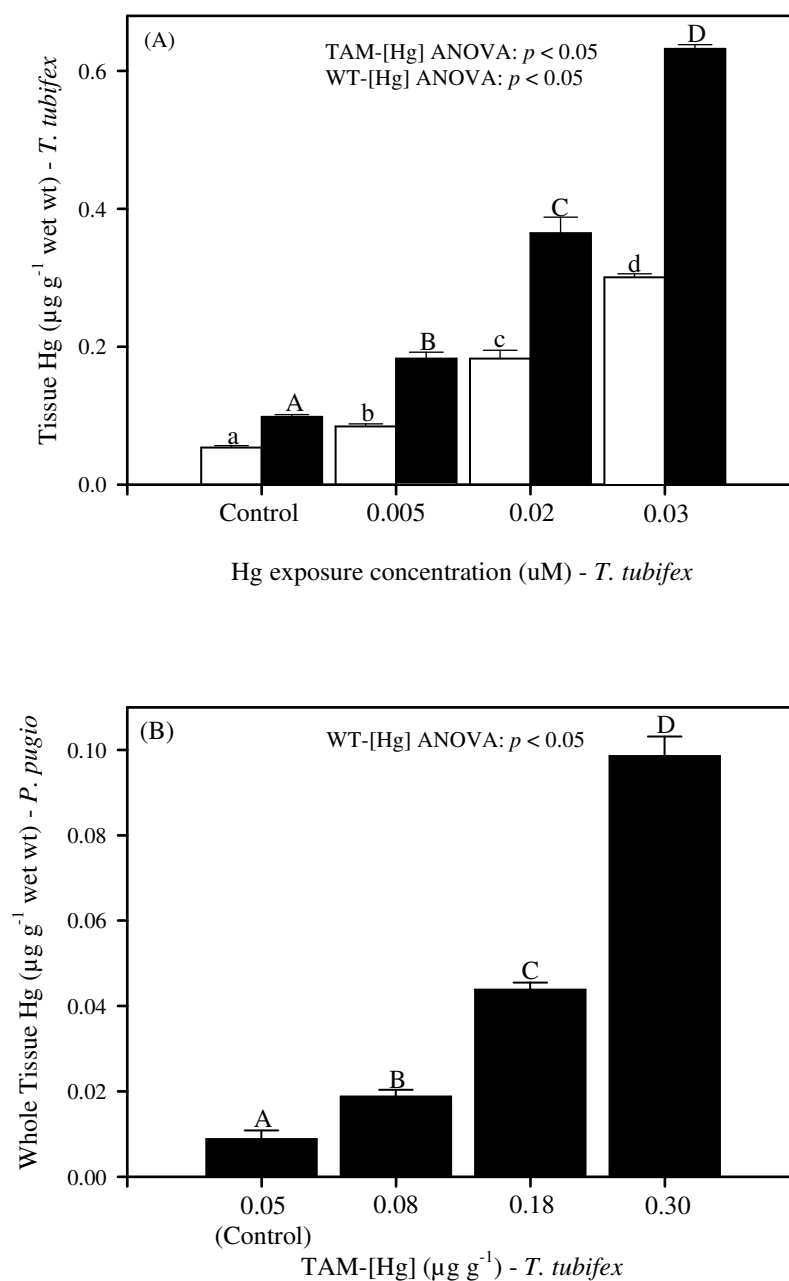 (A)
TAM-[Hg] ANOVA: p < 0.05
WT-[Hg] ANOVA: p < 0.05
D
0.6
Tissue Hg (µg g⁻¹ wet wt) - T. tubifex
0.4
C
d
0.2
B
c
A
b
a
0.0
Control 0.005 0.02 0.03
Hg exposure concentration (uM) - T. tubifex
(B)
WT-[Hg] ANOVA: p < 0.05
D
0.10
Whole Tissue Hg (µg g⁻¹ wet wt) - P. pugio
0.08
0.06
C
0.04
B
0.02
A
0.00
0.05 0.08 0.18 0.30
(Control)
TAM-[Hg] (µg g⁻¹) - T. tubifex